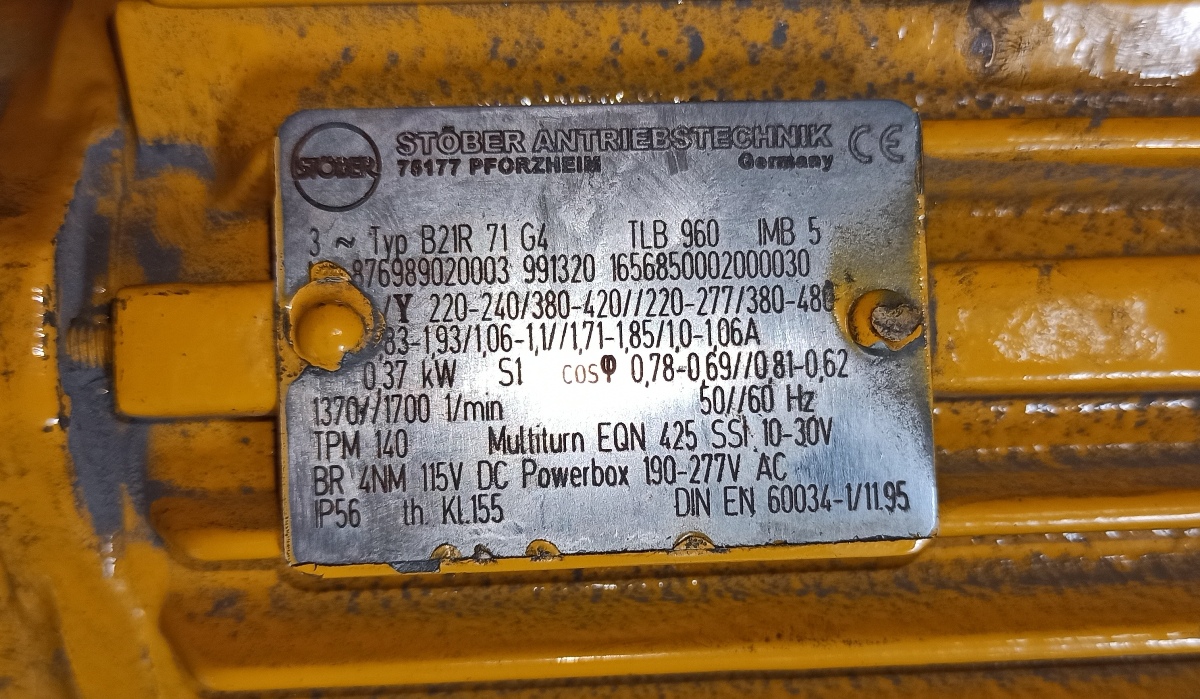 STÖBER
STÖBER ANTRIEBSTECHNIK CE
75177 PFORZHEIM Germany
3 ~ Typ B21R 71 G4 TLB 960 IMB 5
876989020003 991320 1656850002000030
/Y 220-240/380-420//220-277/380-480
,83-1,93/1,06-1,1//1,71-1,85/1,0-1,06A
0,37 kW S1 cosφ 0,78-0,69//0,81-0,62
1370//1700 1/min 50//60 Hz
TPM 140 Multiturn EQN 425 SSI 10-30V
BR 4NM 115V DC Powerbox 190-277V AC
IP56 th. Kl.155 DIN EN 60034-1/11.95